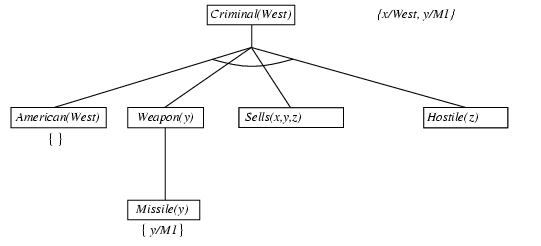 Criminal(West)
{x/West, y/M1}
American(West)
Weapon(y)
Sells(x,y,z)
Hostile(z)
{ }
Missile(y)
{ y/M1 }